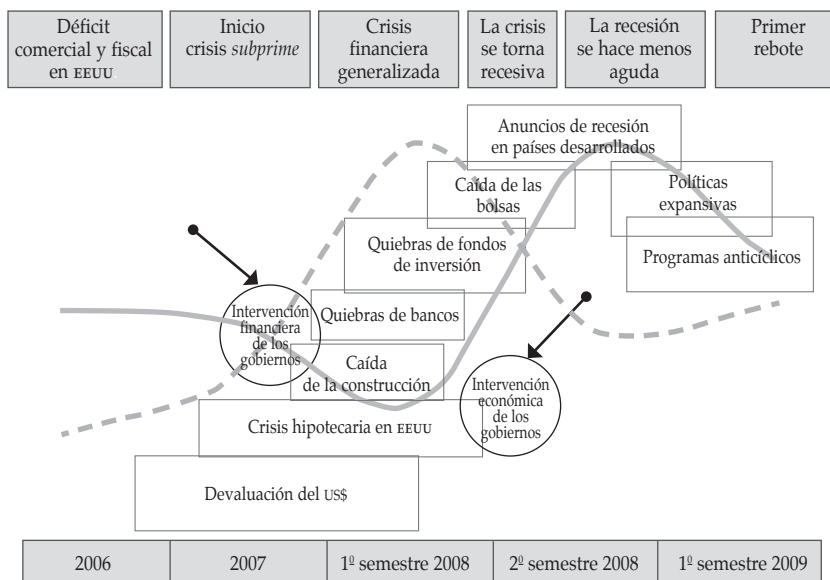 Déficit
comercial y fiscal
en EEUU.
Inicio
crisis subprime
Crisis
financiera
generalizada
La crisis
se torna
recesiva
La recesión
se hace menos
aguda
Primer
rebote
Anuncios de recesión
en países desarrollados
Caída de las
bolsas
Políticas
expansivas
Quiebras de fondos
de inversión
Programas anticíclicos
Intervención
financiera
de los
gobiernos
Quiebras de bancos
Caída
de la construcción
Intervención
económica
de los
gobiernos
Crisis hipotecaria en EEUU
Devaluación del US$
2006
2007
1º semestre 2008
2º semestre 2008
1º semestre 2009